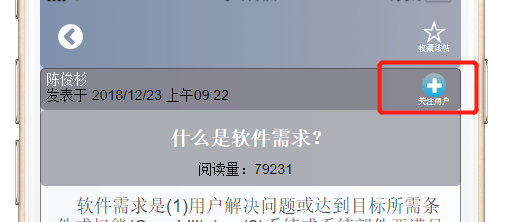 收藏该帖
陈俊杉
发表于 2018/12/23 上午09:22
关注用户
什么是软件需求？
阅读量：79231
软件需求是(1)用户解决问题或达到目标所需条